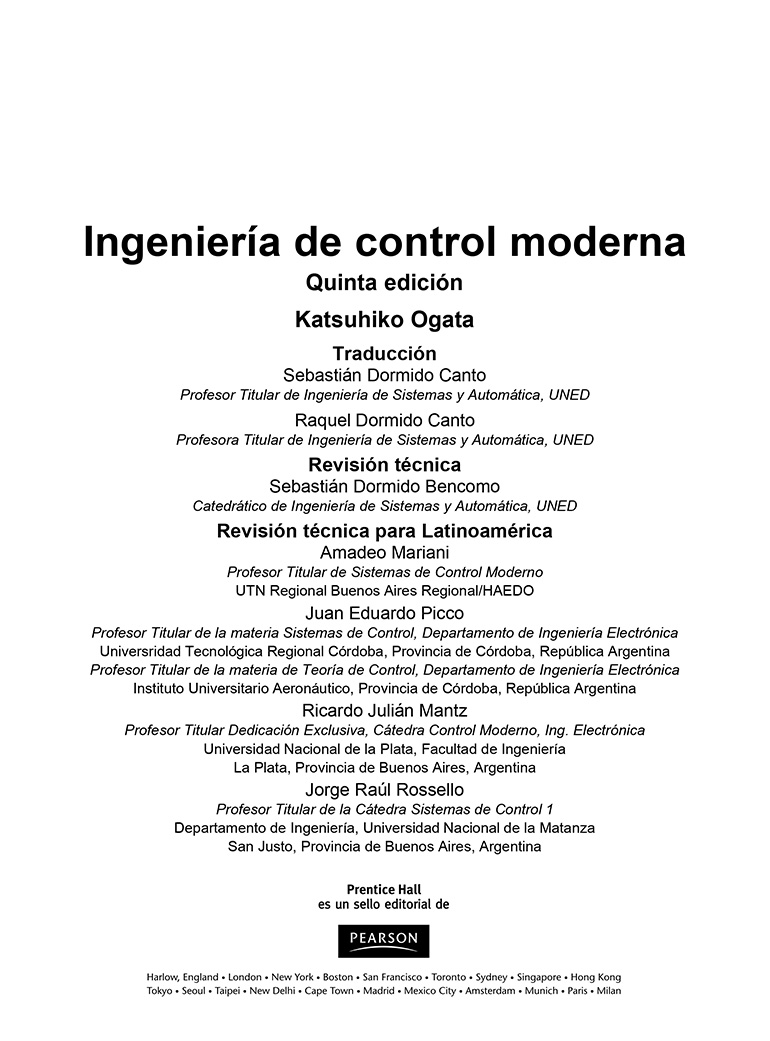 Ingeniería de control moderna
Quinta edición
Katsuhiko Ogata
Traducción
Sebastián Dormido Canto
Profesor Titular de Ingeniería de Sistemas y Automática, UNED
Raquel Dormido Canto
Profesora Titular de Ingeniería de Sistemas y Automática, UNED
Revisión técnica
Sebastián Dormido Bencomo
Catedrático de Ingeniería de Sistemas y Automática, UNED
Revisión técnica para Latinoamérica
Amadeo Mariani
Profesor Titular de Sistemas de Control Moderno
UTN Regional Buenos Aires Regional/HAEDO
Juan Eduardo Picco
Profesor Titular de la materia Sistemas de Control, Departamento de Ingeniería Electrónica
Universridad Tecnológica Regional Córdoba, Provincia de Córdoba, República Argentina
Profesor Titular de la materia de Teoría de Control, Departamento de Ingeniería Electrónica
Instituto Universitario Aeronáutico, Provincia de Córdoba, República Argentina
Ricardo Julián Mantz
Profesor Titular Dedicación Exclusiva, Cátedra Control Moderno, Ing. Electrónica
Universidad Nacional de la Plata, Facultad de Ingeniería
La Plata, Provincia de Buenos Aires, Argentina
Jorge Raúl Rossello
Profesor Titular de la Cátedra Sistemas de Control 1
Departamento de Ingeniería, Universidad Nacional de la Matanza
San Justo, Provincia de Buenos Aires, Argentina
Prentice Hall
es un sello editorial de
PEARSON
Harlow, England • London • New York • Boston • San Francisco • Toronto • Sydney • Singapore • Hong Kong
Tokyo • Seoul • Taipei • New Delhi • Cape Town • Madrid • Mexico City • Amsterdam • Munich • Paris • Milan